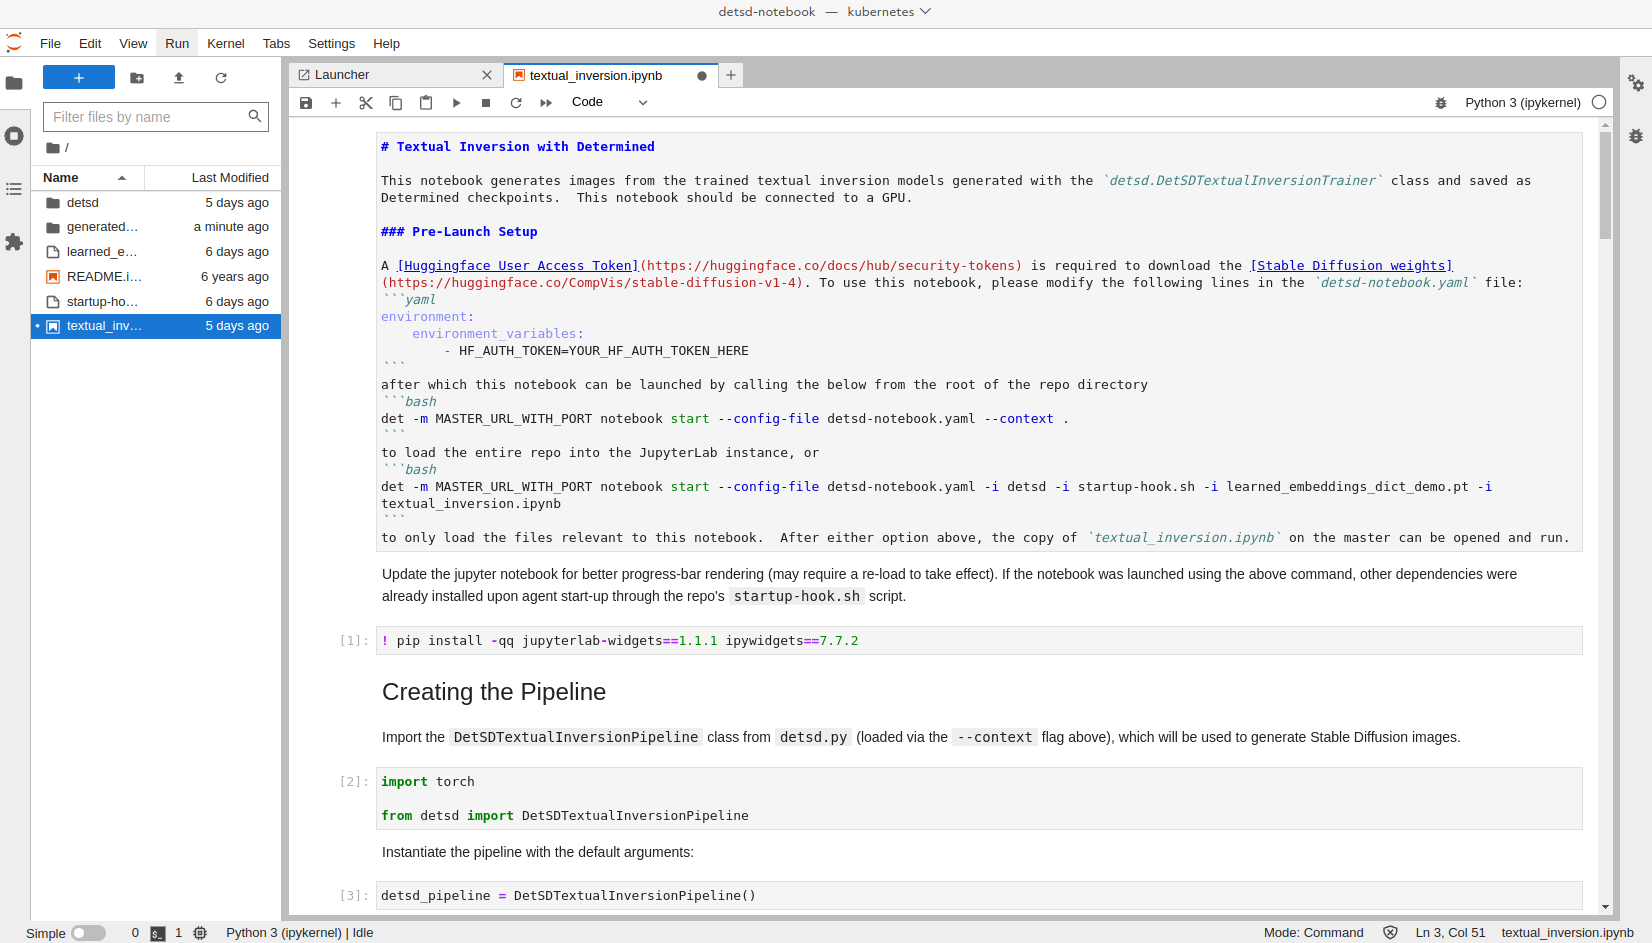 detsd-notebook — kubernetes
File Edit View Run Kernel Tabs Settings Help
Filter files by name
/
Name Last Modified
detsd 5 days ago
generated... a minute ago
learned_e... 6 days ago
README.i... 6 years ago
startup-ho... 6 days ago
textual_inv... 5 days ago
Launcher textual_inversion.ipynb
Code Python 3 (ipykernel)
# Textual Inversion with Determined
This notebook generates images from the trained textual inversion models generated with the `detsd.DetSDTextualInversionTrainer` class and saved as
Determined checkpoints.  This notebook should be connected to a GPU.
### Pre-Launch Setup
A [Huggingface User Access Token](https://huggingface.co/docs/hub/security-tokens) is required to download the [Stable Diffusion weights]
(https://huggingface.co/CompVis/stable-diffusion-v1-4). To use this notebook, please modify the following lines in the `detsd-notebook.yaml` file:
```yaml
environment:
    environment_variables:
        - HF_AUTH_TOKEN=YOUR_HF_AUTH_TOKEN_HERE
```
after which this notebook can be launched by calling the below from the root of the repo directory
```bash
det -m MASTER_URL_WITH_PORT notebook start --config-file detsd-notebook.yaml --context .
```
to load the entire repo into the JupyterLab instance, or
```bash
det -m MASTER_URL_WITH_PORT notebook start --config-file detsd-notebook.yaml -i detsd -i startup-hook.sh -i learned_embeddings_dict_demo.pt -i
textual_inversion.ipynb
```
to only load the files relevant to this notebook.  After either option above, the copy of `textual_inversion.ipynb` on the master can be opened and run.
Update the jupyter notebook for better progress-bar rendering (may require a re-load to take effect). If the notebook was launched using the above command, other dependencies were
already installed upon agent start-up through the repo's startup-hook.sh script.
[1]: ! pip install -qq jupyterlab-widgets==1.1.1 ipywidgets==7.7.2
Creating the Pipeline
Import the DetSDTextualInversionPipeline class from detsd.py (loaded via the --context flag above), which will be used to generate Stable Diffusion images.
[2]: import torch
from detsd import DetSDTextualInversionPipeline
Instantiate the pipeline with the default arguments:
[3]: detsd_pipeline = DetSDTextualInversionPipeline()
Simple 0 $_ 1 Python 3 (ipykernel) | Idle Mode: Command Ln 3, Col 51 textual_inversion.ipynb